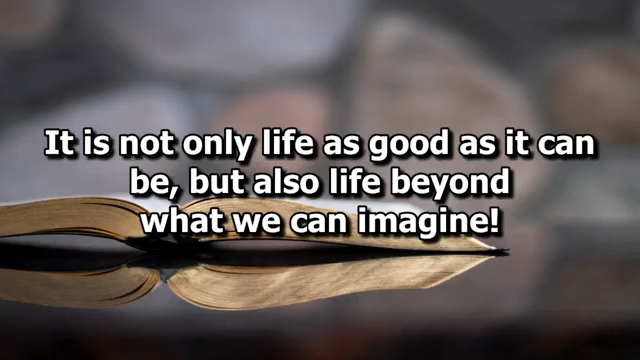 It is not only life as good as it can
be, but also life beyond
what we can imagine!